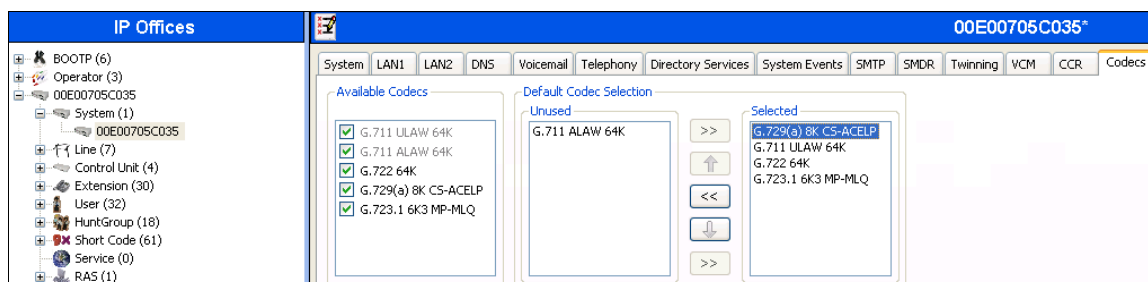 IP Offices
00E00705C035*
BOOTP (6)
Operator (3)
00E00705C035
System (1)
00E00705C035
Line (7)
Control Unit (4)
Extension (30)
User (32)
HuntGroup (18)
Short Code (61)
Service (0)
RAS (1)
System LAN1 LAN2 DNS Voicemail Telephony Directory Services System Events SMTP SMDR Twinning VCM CCR Codecs
Available Codecs
G.711 ULAW 64K
G.711 ALAW 64K
G.722 64K
G.729(a) 8K CS-ACELP
G.723.1 6K3 MP-MLQ
Default Codec Selection
Unused
G.711 ALAW 64K
>>
<<
>>
Selected
G.729(a) 8K CS-ACELP
G.711 ULAW 64K
G.722 64K
G.723.1 6K3 MP-MLQ